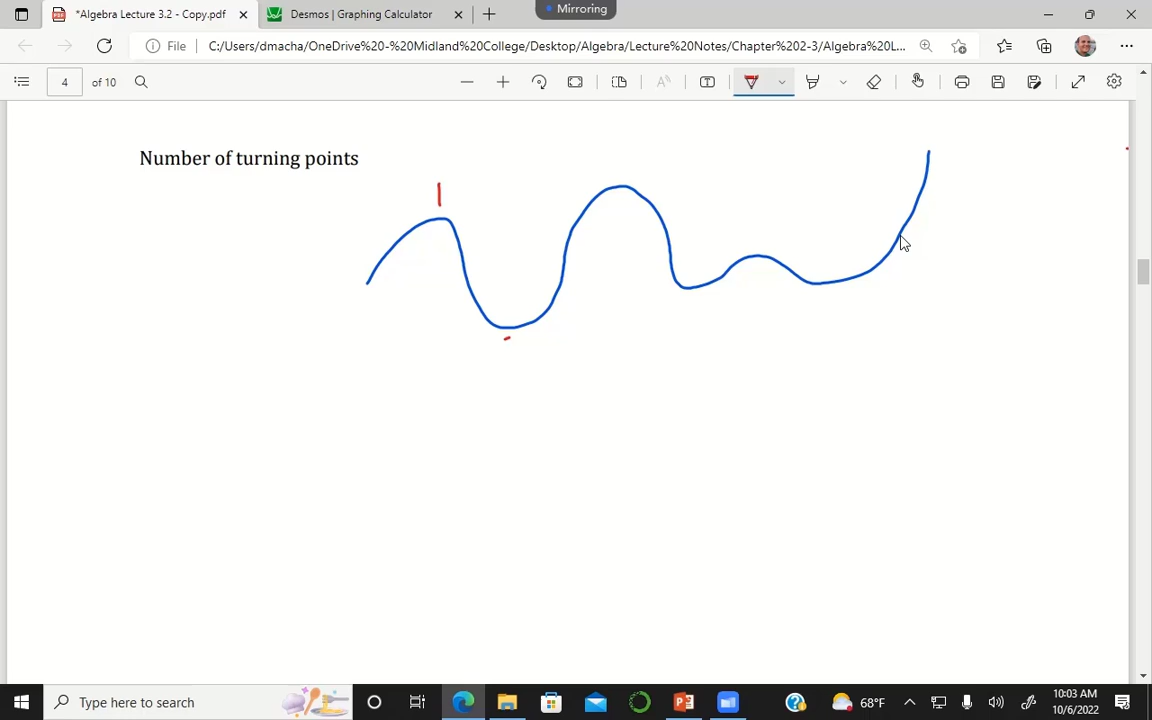 Mirroring
*Algebra Lecture 3.2 - Copy.pdf
Desmos | Graphing Calculator
File
C:/Users/dmacha/OneDrive%20-%20Midland%20College/Desktop/Algebra/Lecture%20Notes/Chapter%202-3/Algebra%20L...
4 of 10
Number of turning points
1
Type here to search
68°F
10:03 AM
10/6/2022